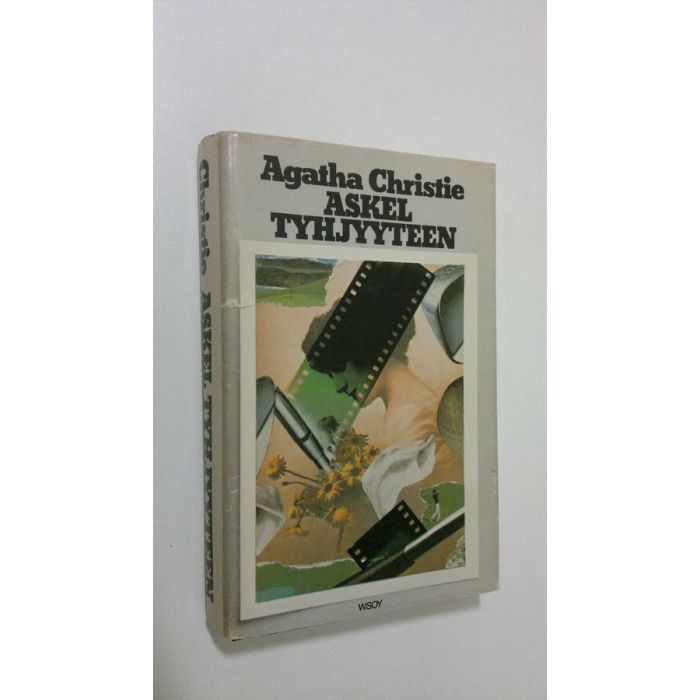 Agatha Christie
ASKEL
TYHJYYTEEN
WSOY
Christie ASKEL TYHJYYTEEN